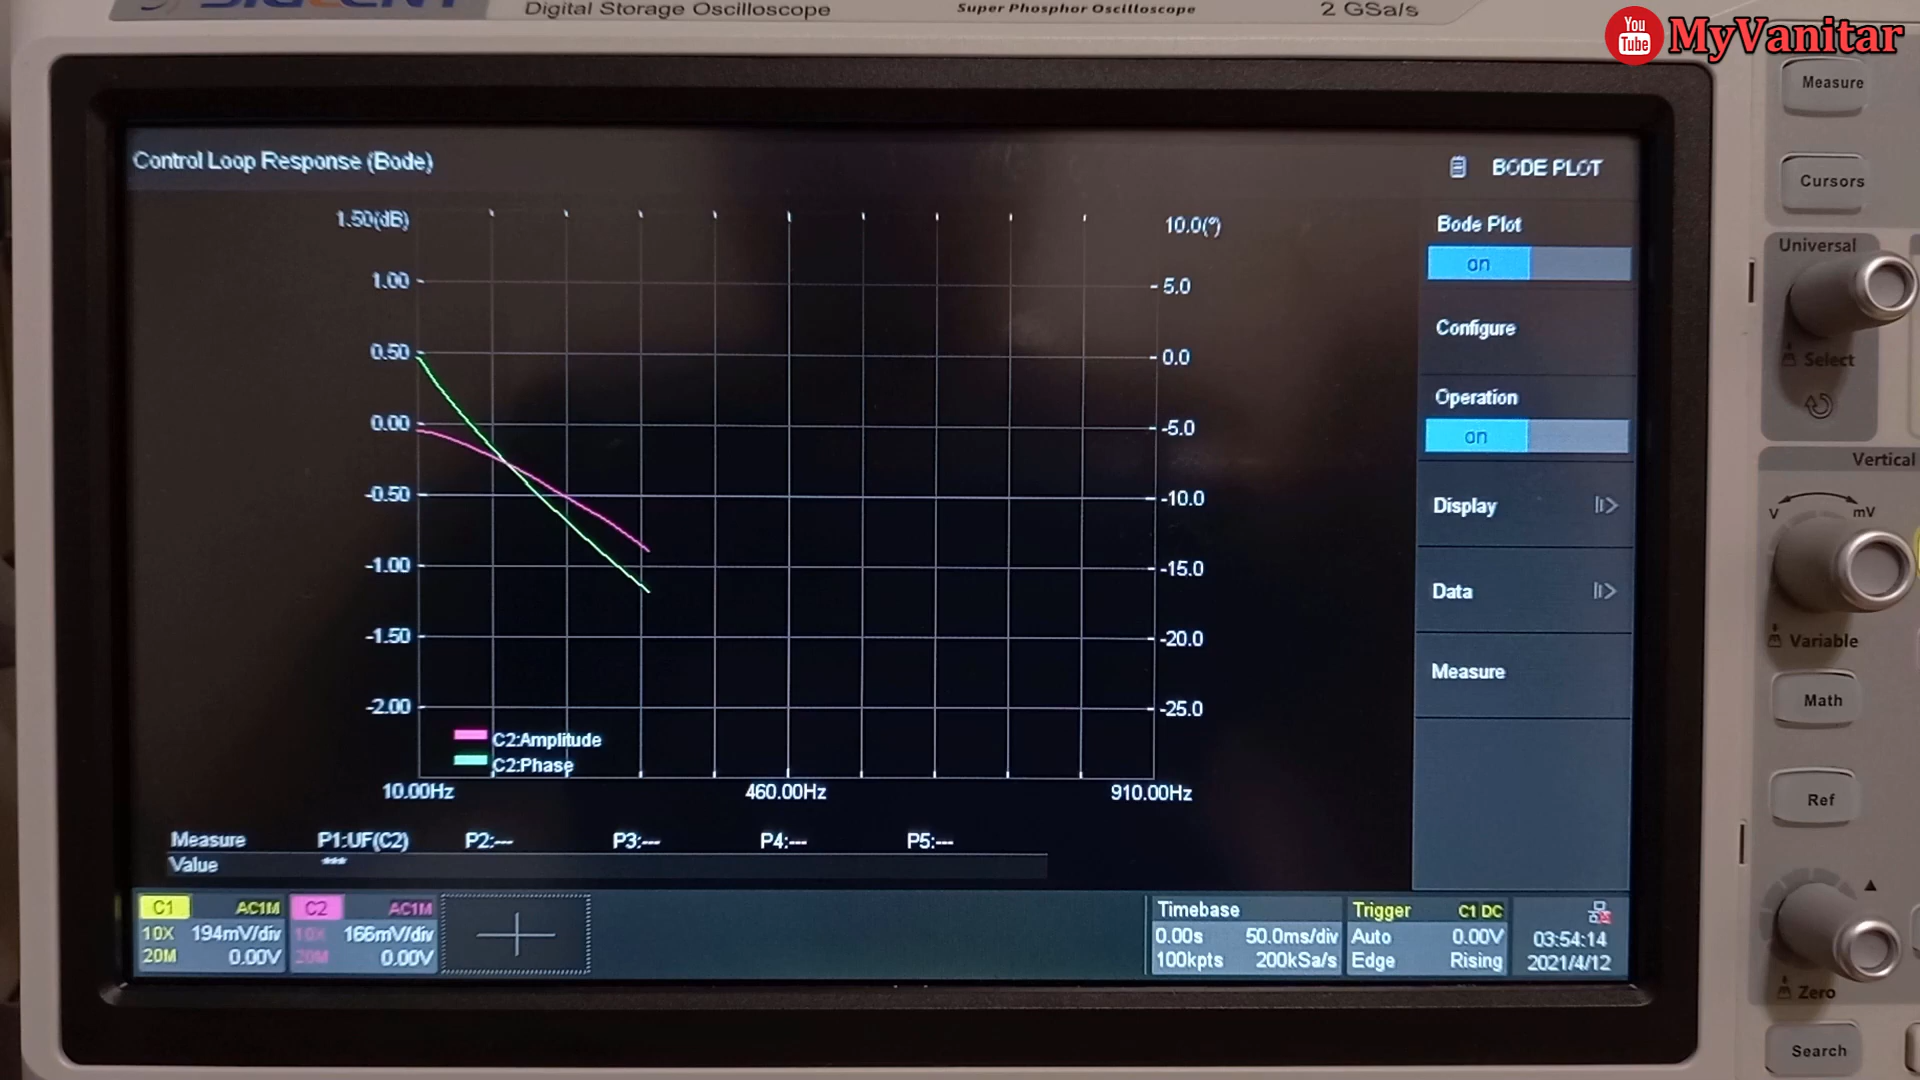 SIGLENT
Digital Storage Oscilloscope
Super Phosphor Oscilloscope
2 GSa/s
You
Tube
MyVanitar
Control Loop Response (Bode)
BODE PLOT
1.50(dB)
1.00
0.50
0.00
-0.50
-1.00
-1.50
-2.00
10.0(°)
5.0
0.0
-5.0
-10.0
-15.0
-20.0
-25.0
C2:Amplitude
C2:Phase
10.00Hz
460.00Hz
910.00Hz
Bode Plot
on
Configure
Operation
on
Display
Data
Measure
Measure P1:UF(C2) P2:--- P3:--- P4:--- P5:---
Value ***
C1 AC1M
10X 194mV/div
20M 0.00V
C2 AC1M
10X 166mV/div
20M 0.00V
Timebase
0.00s 50.0ms/div
100kpts 200kSa/s
Trigger C1 DC
Auto 0.00V
Edge Rising
03:54:14
2021/4/12
Measure
Cursors
Universal
Select
Vertical
V mV
Variable
Math
Ref
Zero
Search